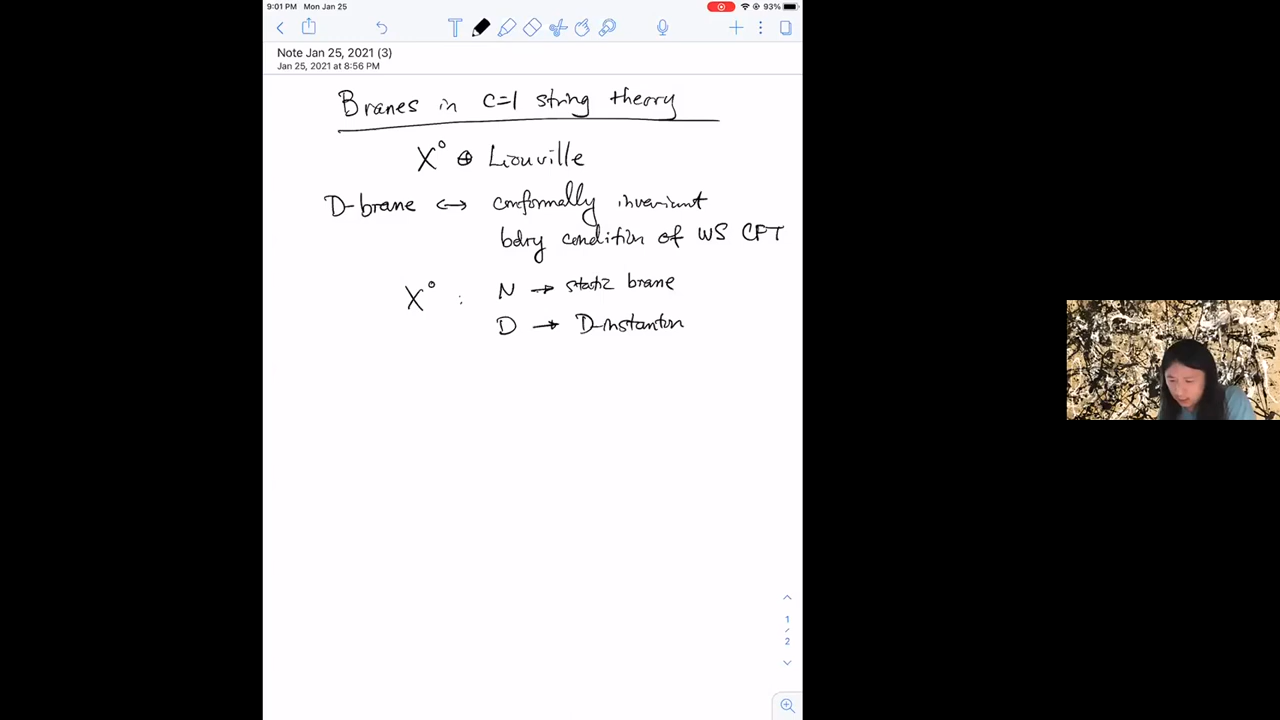 9:01 PM Mon Jan 25
93%
T
Note Jan 25, 2021 (3)
Jan 25, 2021 at 8:56 PM
Branes in c=1 string theory
X⁰ ⊕ Liouville
D-brane ↔ conformally invariant
bdry condition of WS CFT
X⁰ : N → static brane
D → D-instanton
1
/
2